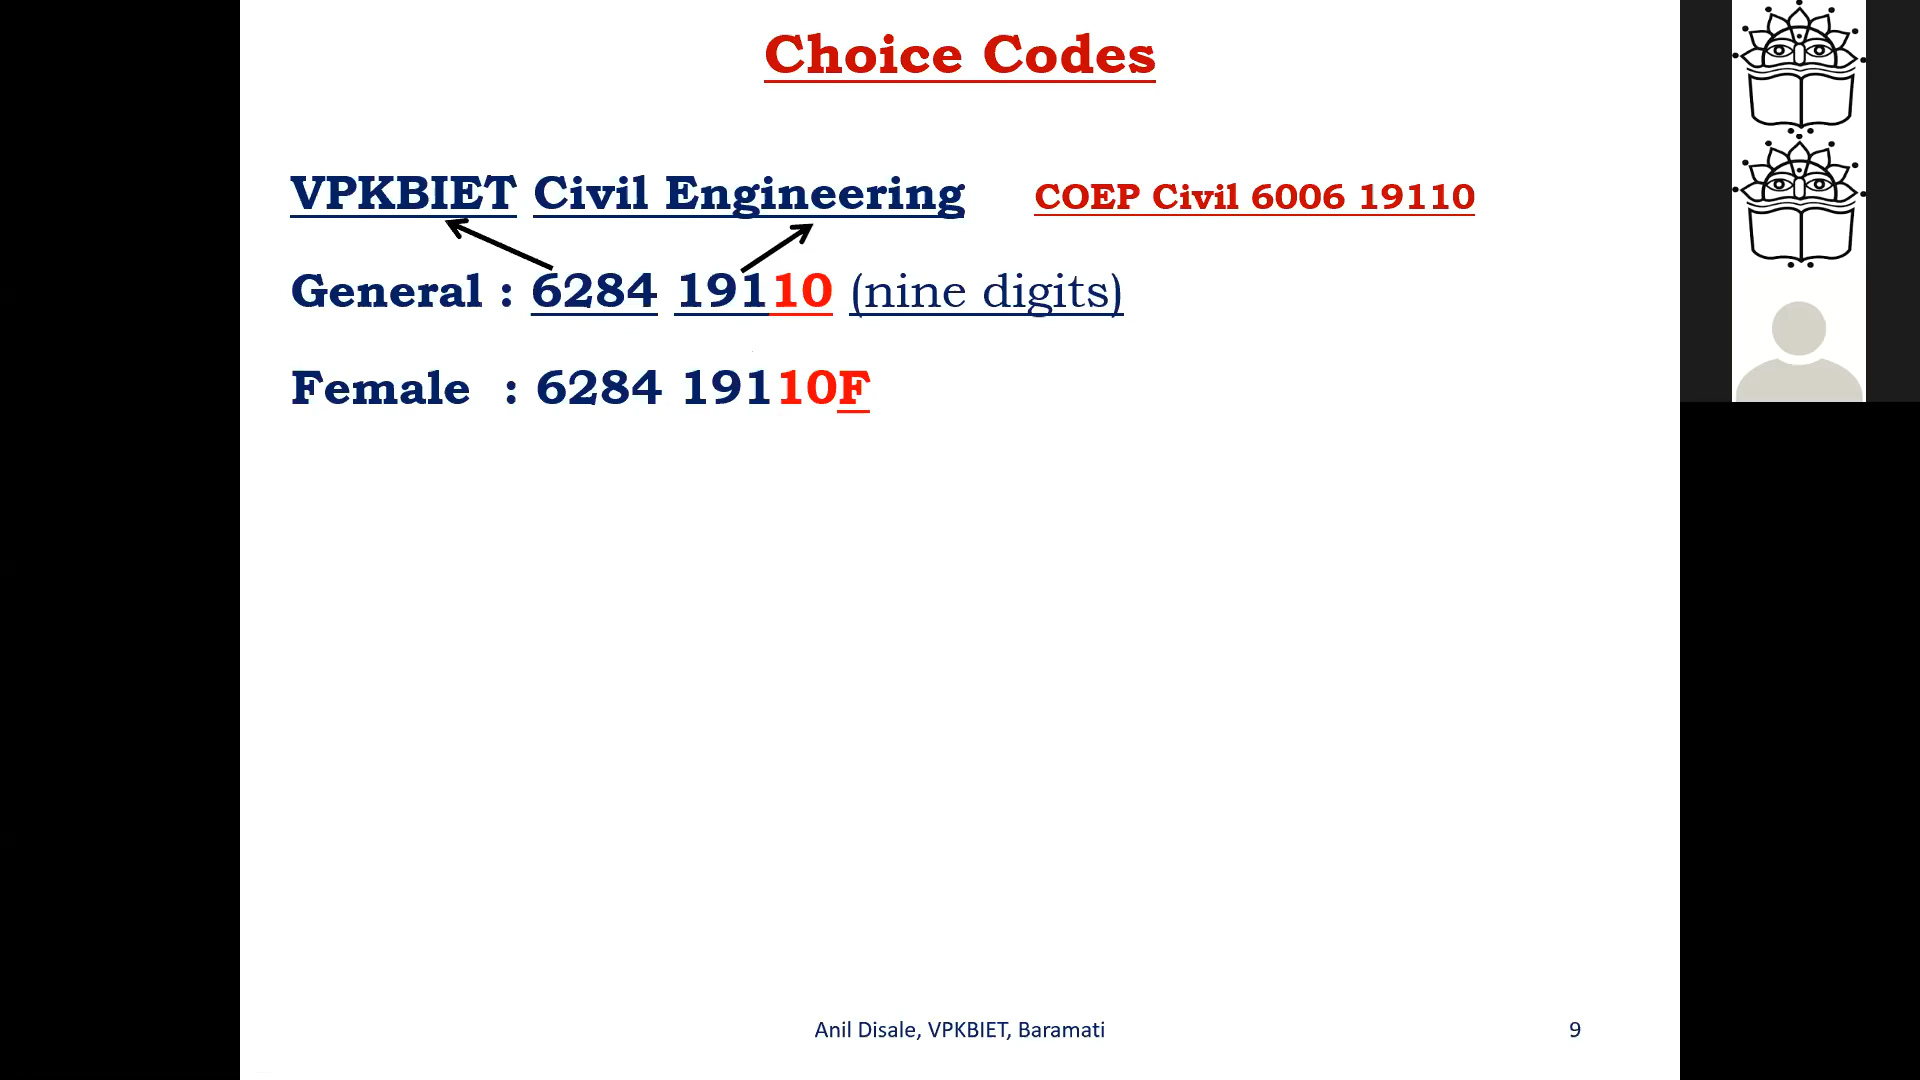 Choice Codes
VPKBIET Civil Engineering COEP Civil 6006 19110
General : 6284 19110 (nine digits)
Female : 6284 19110F
Anil Disale, VPKBIET, Baramati 9